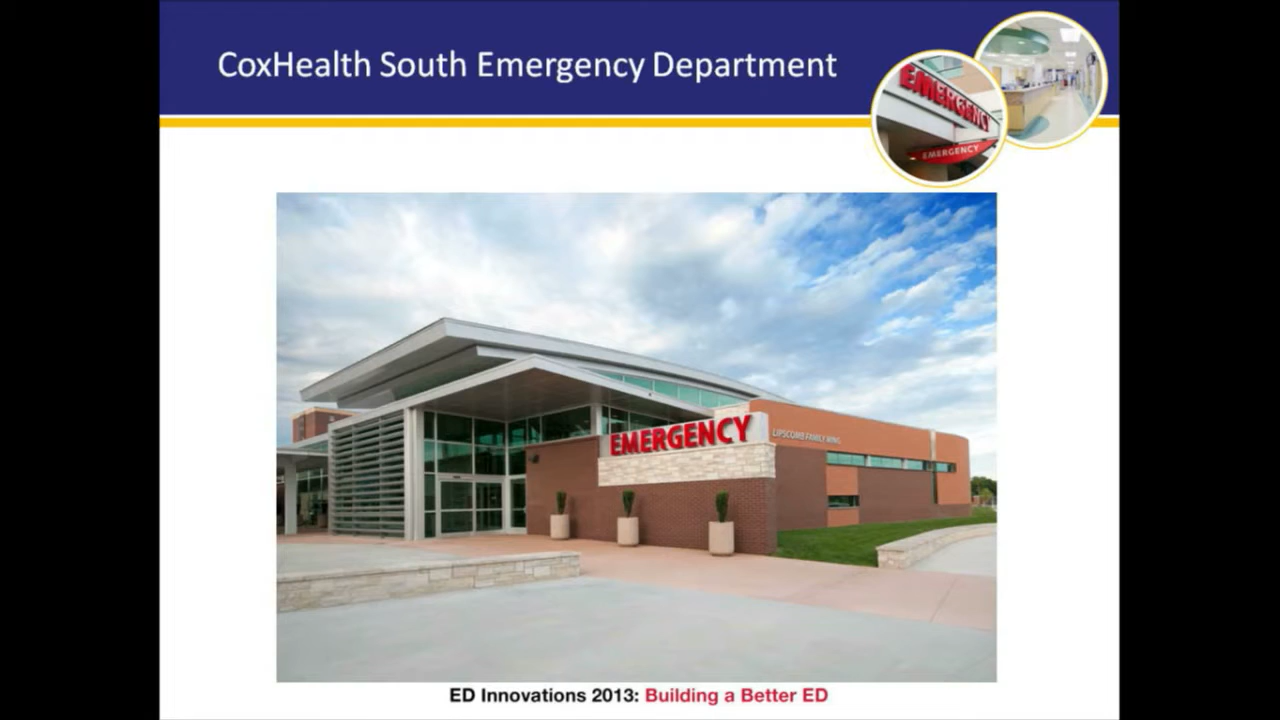 CoxHealth South Emergency Department
EMERGENCY
EMERGENCY
EMERGENCY
LIPSCOMB FAMILY WING
ED Innovations 2013: Building a Better ED